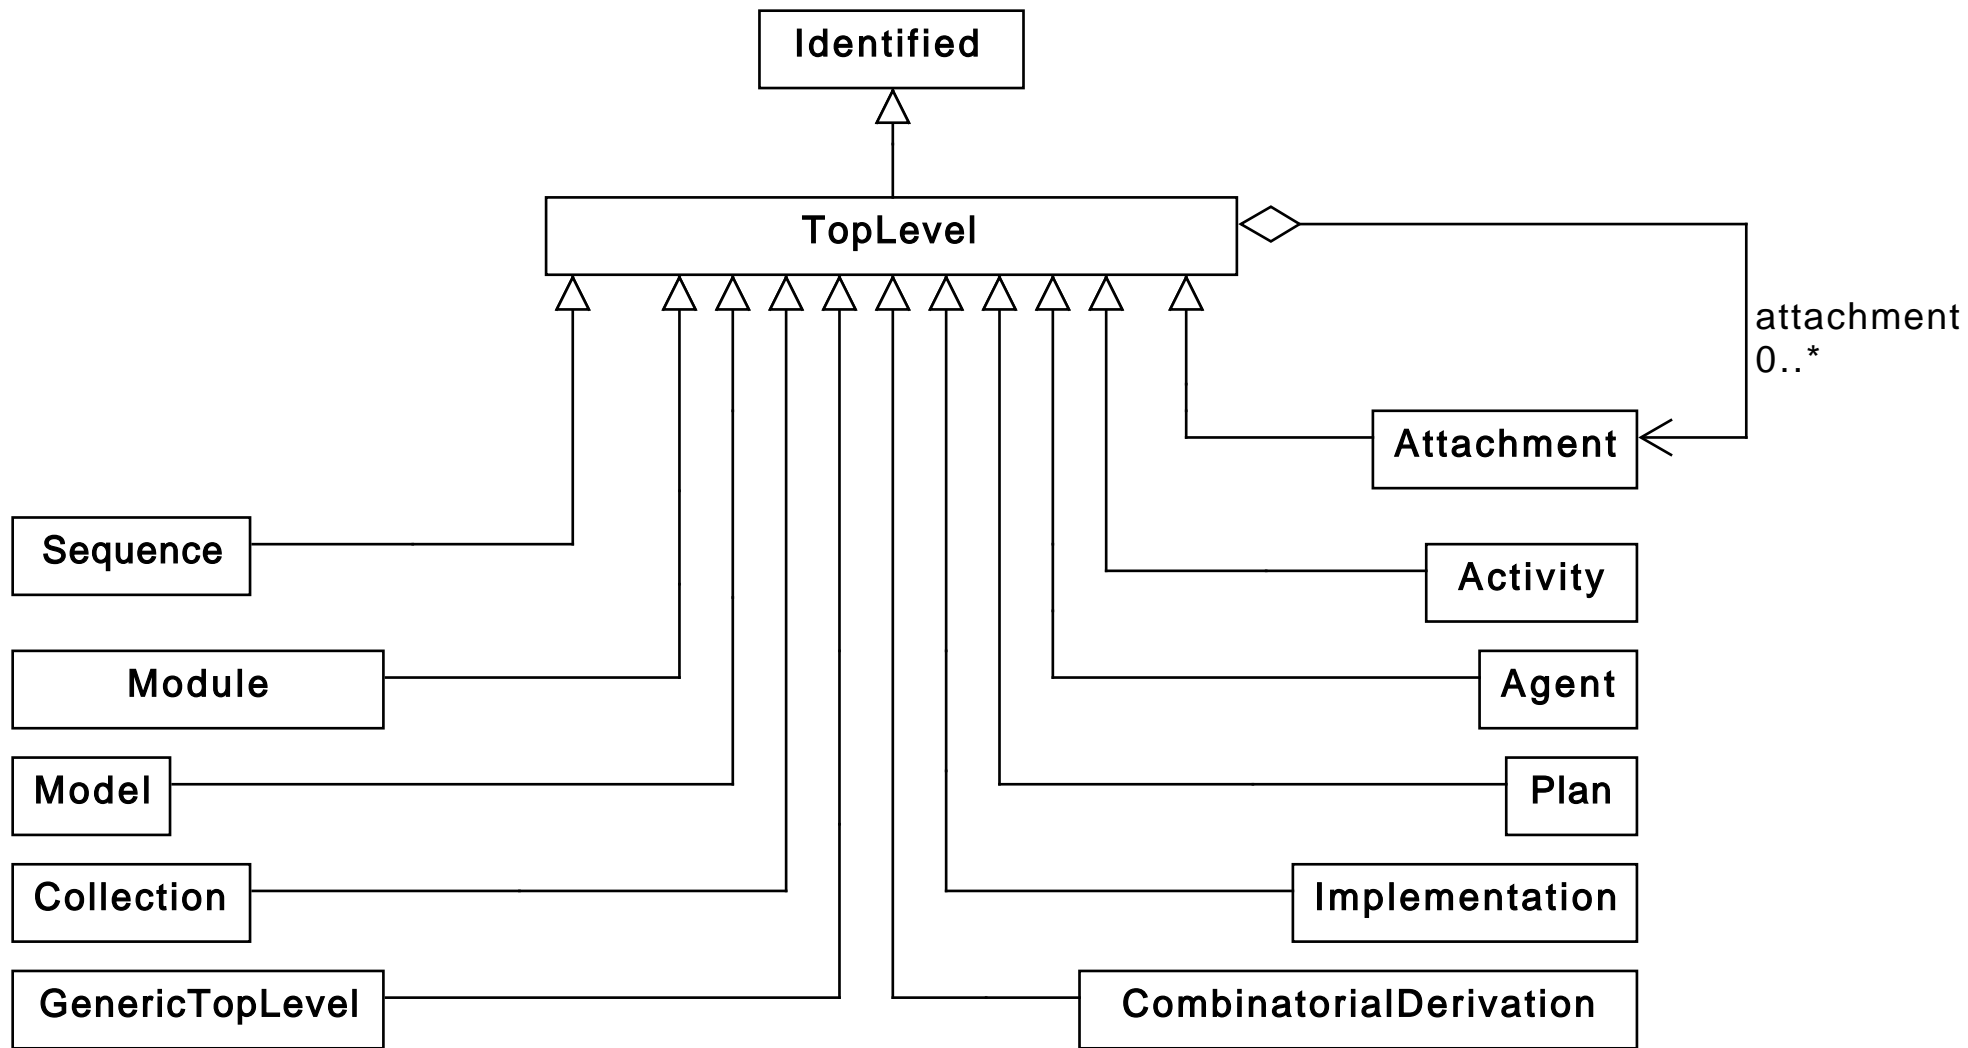 Identified
TopLevel
attachment
0..*
Attachment
Sequence
Activity
Module
Agent
Model
Plan
Collection
Implementation
GenericTopLevel
CombinatorialDerivation